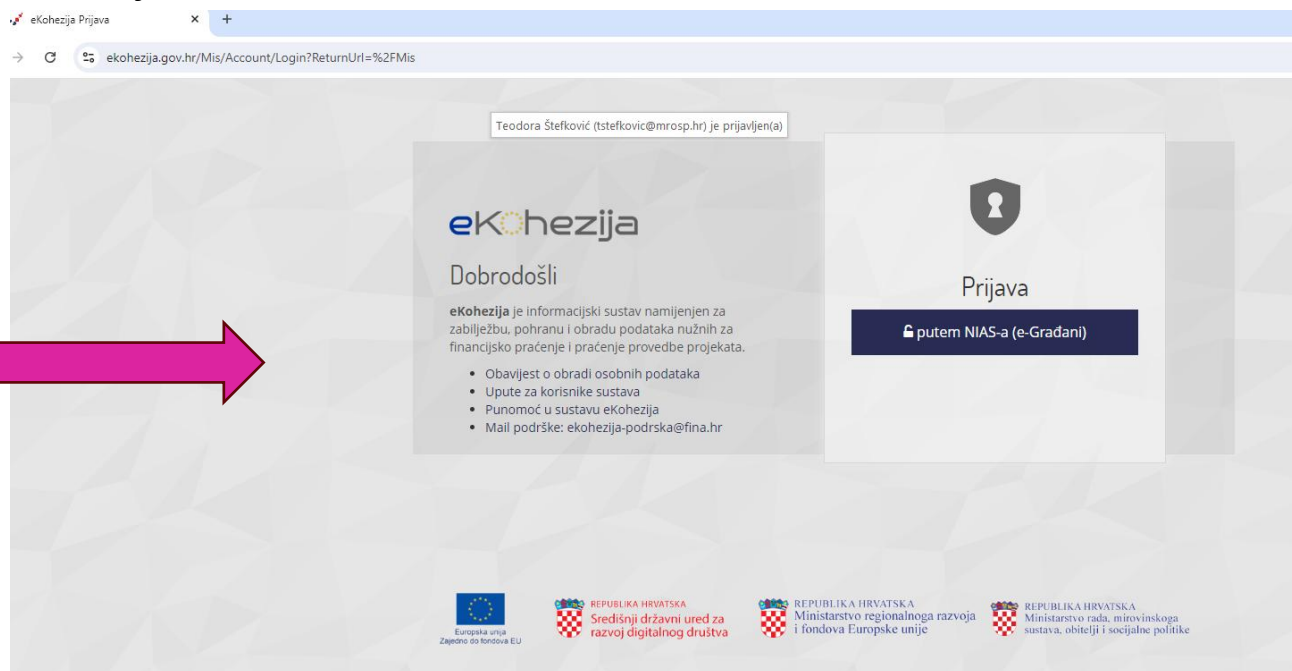 eKohezija Prijava
ekohezija.gov.hr/Mis/Account/Login?ReturnUrl=%2FMis
Teodora Štefković (tstefkovic@mrosp.hr) je prijavljen(a)
eKohezija
Dobrodošli
eKohezija je informacijski sustav namijenjen za
zabilježbu, pohranu i obradu podataka nužnih za
financijsko praćenje i praćenje provedbe projekata.
Obavijest o obradi osobnih podataka
Upute za korisnike sustava
Punomoć u sustavu eKohezija
Mail podrške: ekohezija-podrska@fina.hr
Prijava
putem NIAS-a (e-Građani)
Europska unija
Zajedno do fondova EU
REPUBLIKA HRVATSKA
Središnji državni ured za
razvoj digitalnog društva
REPUBLIKA HRVATSKA
Ministarstvo regionalnoga razvoja
i fondova Europske unije
REPUBLIKA HRVATSKA
Ministarstvo rada, mirovinskoga
sustava, obitelji i socijalne politike